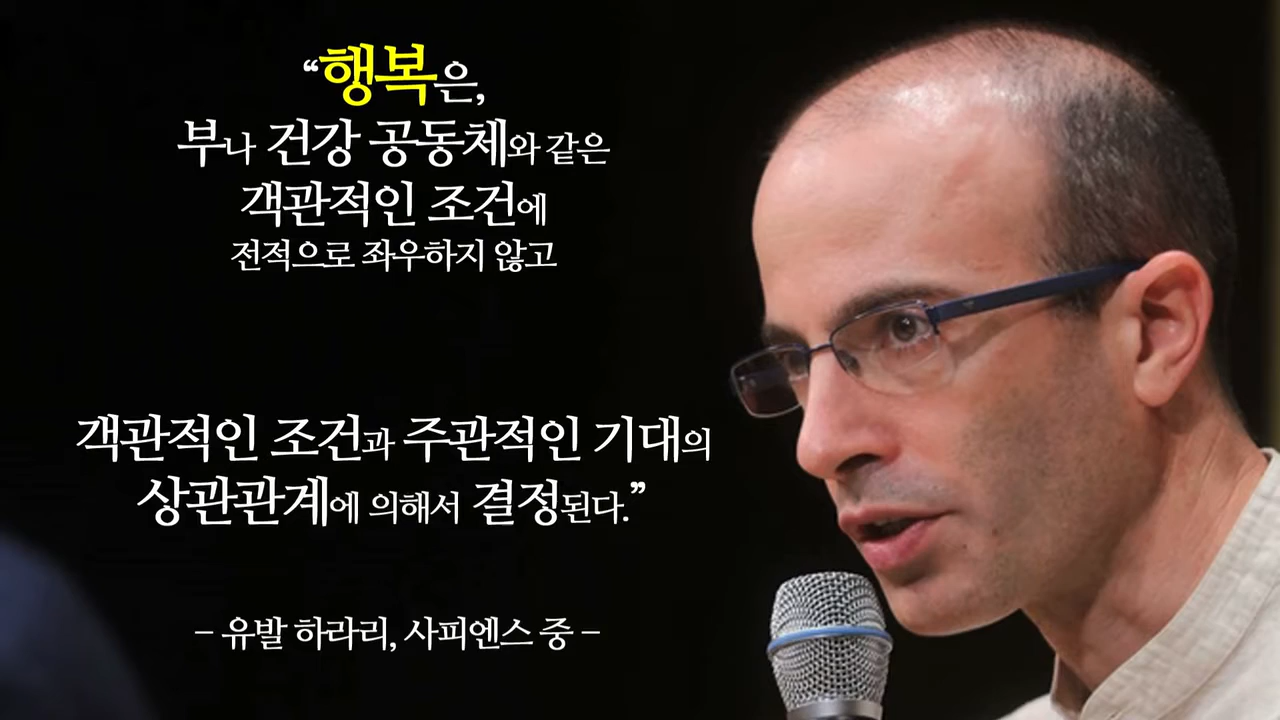 “행복은,
부나 건강 공동체와 같은
객관적인 조건에
전적으로 좌우하지 않고
객관적인 조건과 주관적인 기대의
상관관계에 의해서 결정된다.”
– 유발 하라리, 사피엔스 중 –